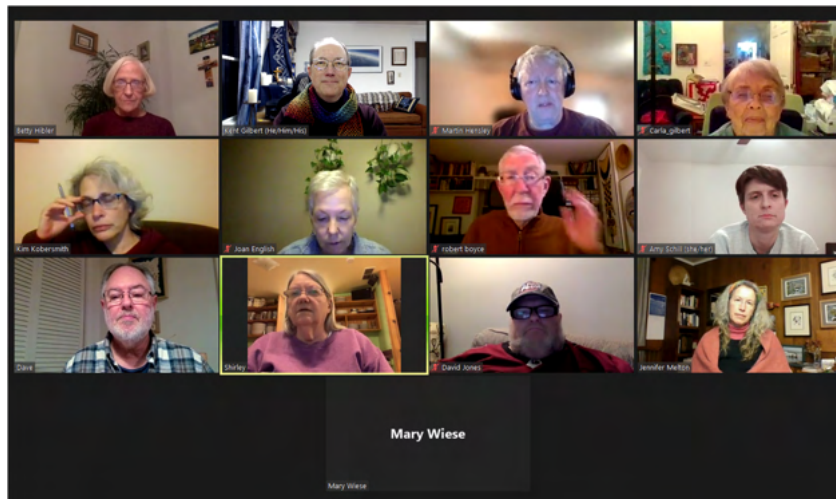 Betty Hibler
Kent Gilbert (He/Him/His)
Martin Hensley
Carla_gilbert
Kim Kobersmith
Joan English
robert boyce
Amy Schill (she/her)
Dave
Shirley
David Jones
Jennifer Melton
Mary Wiese
Mary Wiese